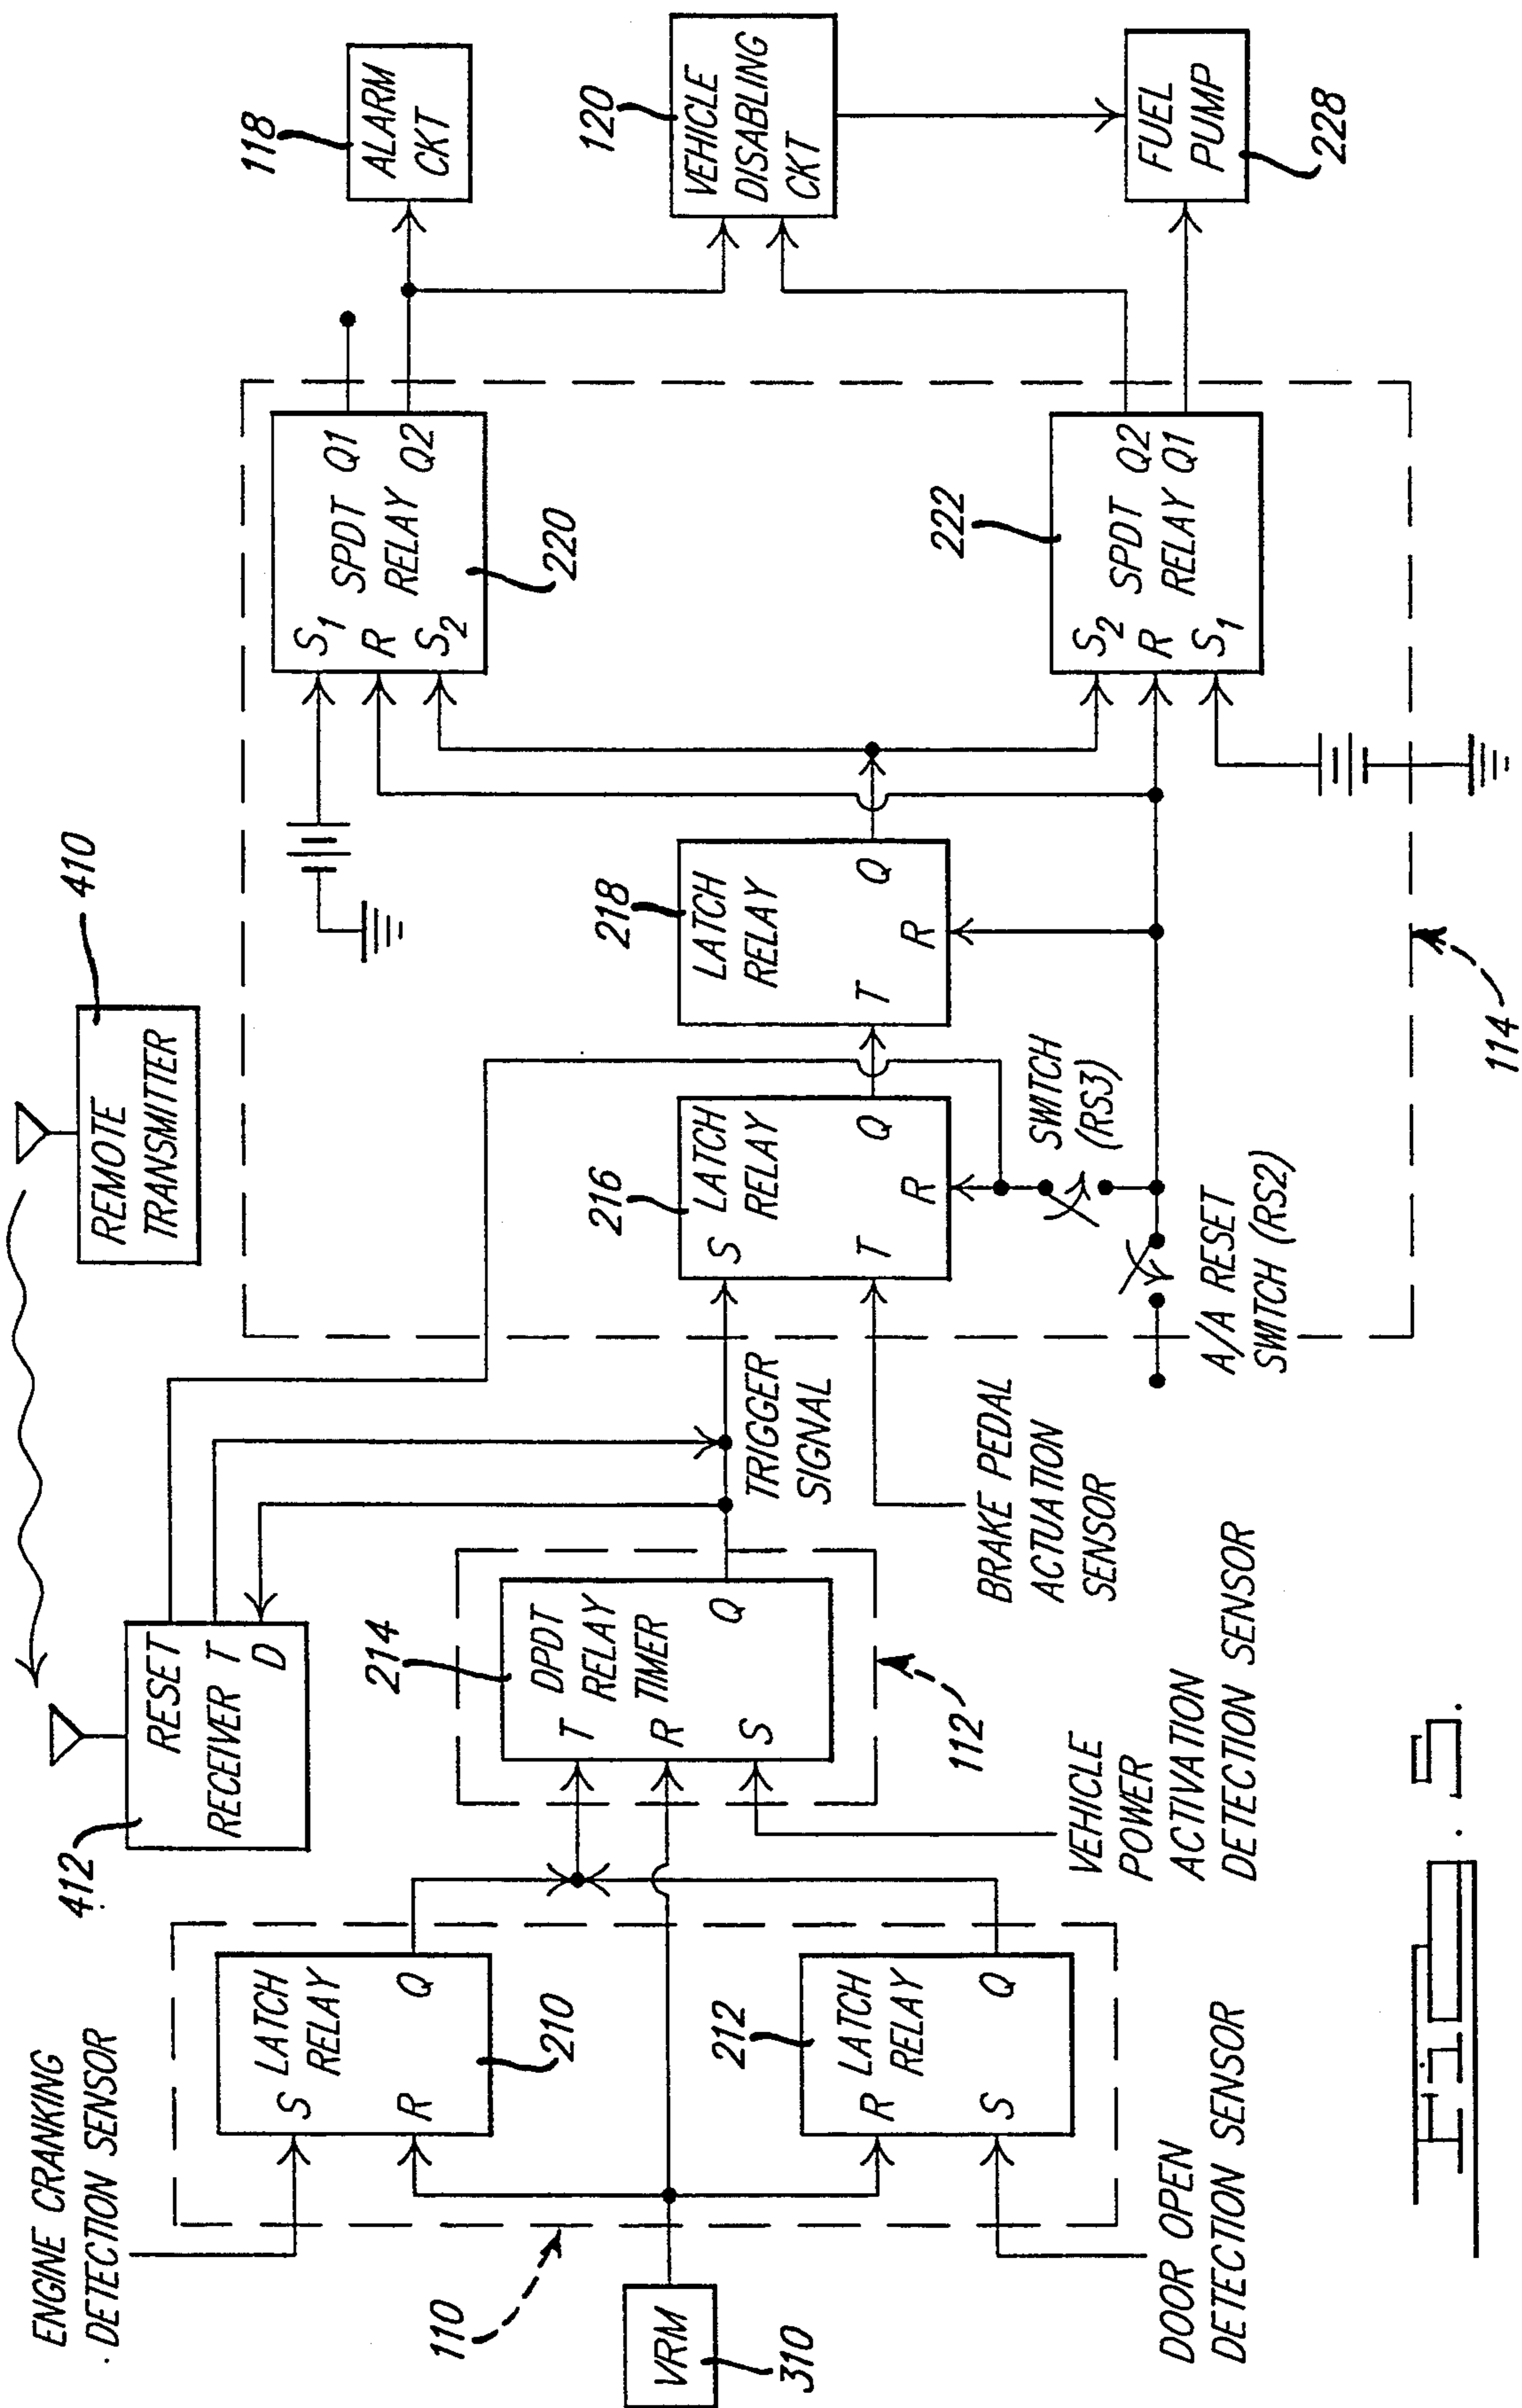 ENGINE CRANKING
DETECTION SENSOR
110
VRM
310
DOOR OPEN
DETECTION SENSOR
S LATCH
RELAY
R Q
210
212
LATCH
R RELAY
S Q
412
RESET
RECEIVER T
D
REMOTE
TRANSMITTER
410
214
T DPDT
RELAY
R TIMER
S Q
112
VEHICLE
POWER
ACTIVATION
DETECTION SENSOR
TRIGGER
SIGNAL
BRAKE PEDAL
ACTUATION
SENSOR
216
S LATCH
RELAY
T R Q
SWITCH
(RS3)
A/A RESET
SWITCH (RS2)
218
LATCH
RELAY
T R Q
114
S1 SPDT Q1
R RELAY
S2 Q2
220
222
S2 SPDT Q2
R RELAY Q1
S1
118
ALARM
CKT
120
VEHICLE
DISABLING
CKT
FUEL
PUMP
228
Fig. 5.